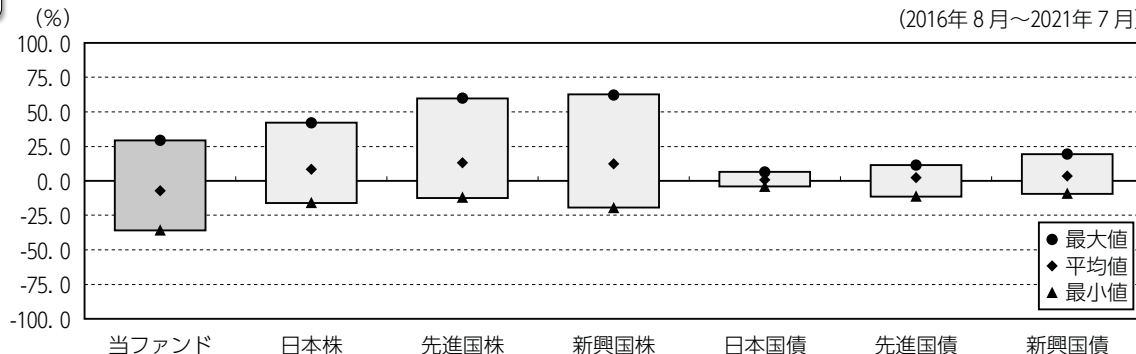 (%)
(2016年8月～2021年7月)
100.0
75.0
50.0
25.0
0.0
-25.0
-50.0
-75.0
-100.0
● 最大値
◆ 平均値
▲ 最小値
当ファンド 日本株 先進国株 新興国株 日本国債 先進国債 新興国債